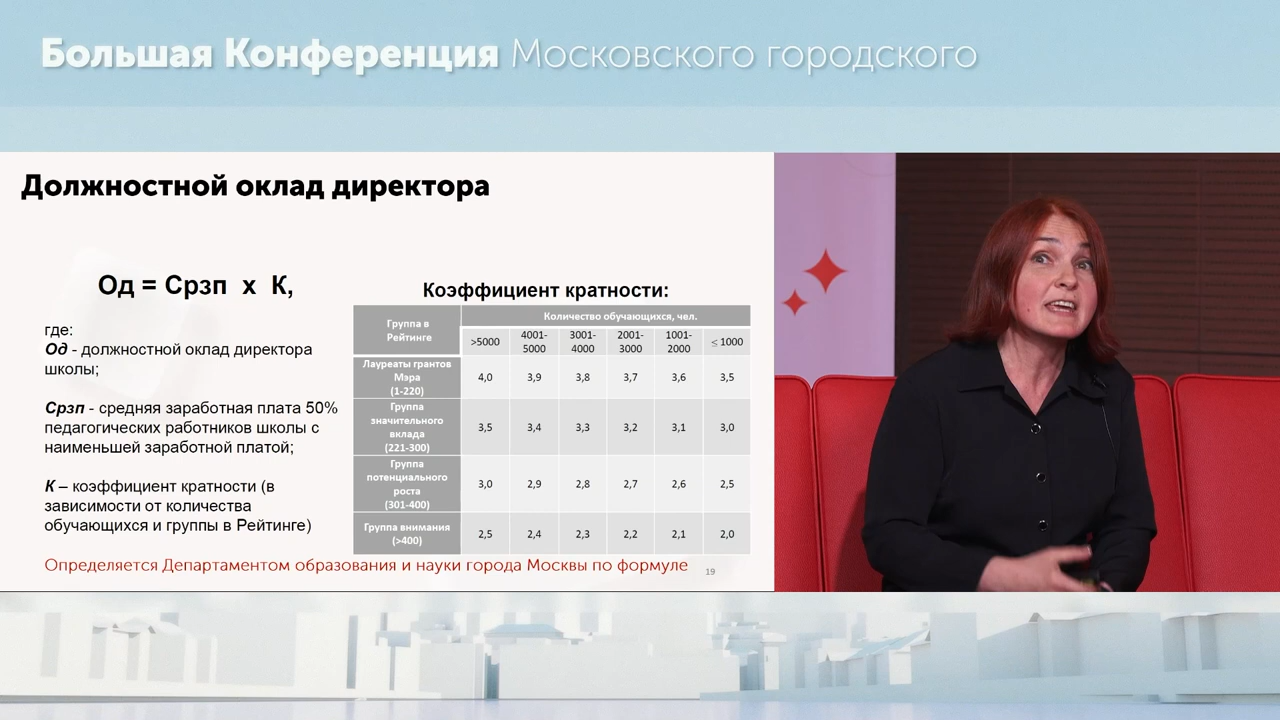 Большая Конференция Московского городского
Должностной оклад директора
Од = Срзп х К,
где:
Од - должностной оклад директора
школы;
Срзп - средняя заработная плата 50%
педагогических работников школы с
наименьшей заработной платой;
К – коэффициент кратности (в
зависимости от количества
обучающихся и группы в Рейтинге)
Коэффициент кратности:
Группа в
Рейтинге
Количество обучающихся, чел.
>5000 4001-5000 3001-4000 2001-3000 1001-2000 ≤ 1000
Лауреаты грантов
Мэра
(1-220)
4,0 3,9 3,8 3,7 3,6 3,5
Группа
значительного
вклада
(221-300)
3,5 3,4 3,3 3,2 3,1 3,0
Группа
потенциального
роста
(301-400)
3,0 2,9 2,8 2,7 2,6 2,5
Группа внимания
(>400)
2,5 2,4 2,3 2,2 2,1 2,0
Определяется Департаментом образования и науки города Москвы по формуле
19